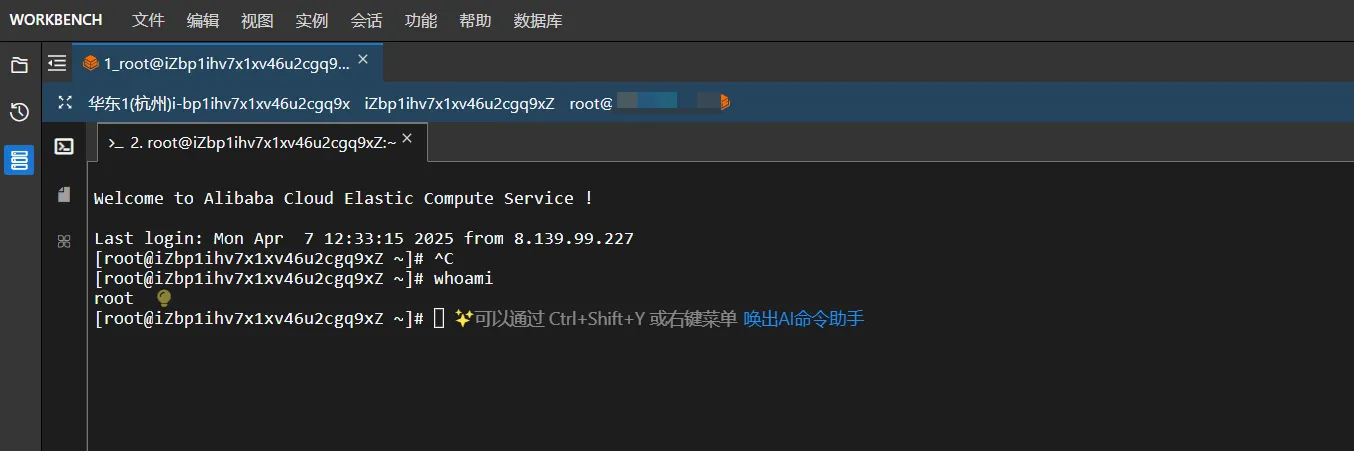 WORKBENCH 文件 编辑 视图 实例 会话 功能 帮助 数据库
1_root@iZbp1ihv7x1xv46u2cgq9...
华东1(杭州)i-bp1ihv7x1xv46u2cgq9x iZbp1ihv7x1xv46u2cgq9xZ root@
>_ 2. root@iZbp1ihv7x1xv46u2cgq9xZ:~
Welcome to Alibaba Cloud Elastic Compute Service !
Last login: Mon Apr  7 12:33:15 2025 from 8.139.99.227
[root@iZbp1ihv7x1xv46u2cgq9xZ ~]# ^C
[root@iZbp1ihv7x1xv46u2cgq9xZ ~]# whoami
root
[root@iZbp1ihv7x1xv46u2cgq9xZ ~]# ✨可以通过 Ctrl+Shift+Y 或右键菜单 唤出AI命令助手